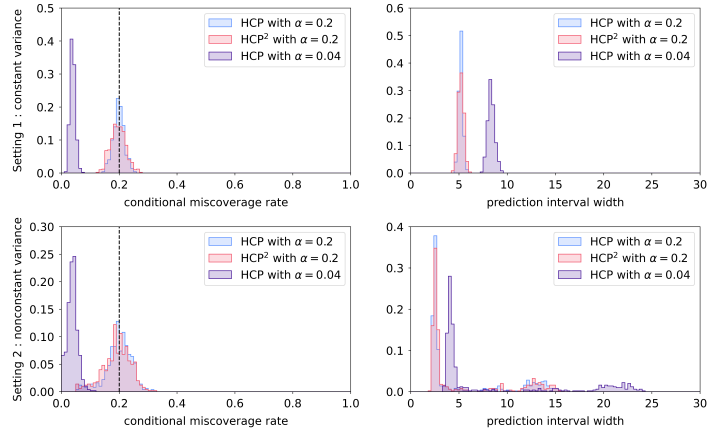 Setting 1 : constant variance
0.5
0.4
0.3
0.2
0.1
0.0
HCP with α = 0.2
HCP² with α = 0.2
HCP with α = 0.04
0.0 0.2 0.4 0.6 0.8 1.0
conditional miscoverage rate
0.6
0.5
0.4
0.3
0.2
0.1
0.0
HCP with α = 0.2
HCP² with α = 0.2
HCP with α = 0.04
0 5 10 15 20 25 30
prediction interval width
Setting 2 : nonconstant variance
0.30
0.25
0.20
0.15
0.10
0.05
0.00
HCP with α = 0.2
HCP² with α = 0.2
HCP with α = 0.04
0.0 0.2 0.4 0.6 0.8 1.0
conditional miscoverage rate
0.4
0.3
0.2
0.1
0.0
HCP with α = 0.2
HCP² with α = 0.2
HCP with α = 0.04
0 5 10 15 20 25 30
prediction interval width